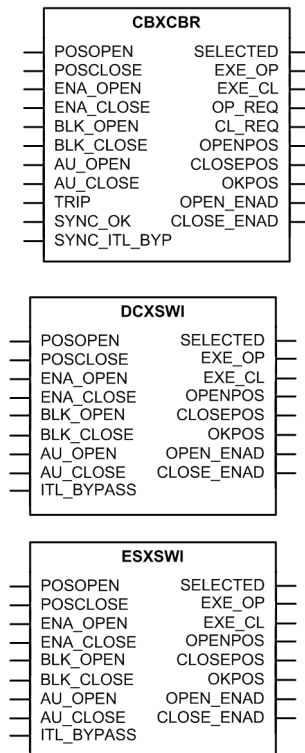 CBXCBR
POSOPEN SELECTED
POSCLOSE EXE_OP
ENA_OPEN EXE_CL
ENA_CLOSE OP_REQ
BLK_OPEN CL_REQ
BLK_CLOSE OPENPOS
AU_OPEN CLOSEPOS
AU_CLOSE OKPOS
TRIP OPEN_ENAD
SYNC_OK CLOSE_ENAD
SYNC_ITL_BYP
DCXSWI
POSOPEN SELECTED
POSCLOSE EXE_OP
ENA_OPEN EXE_CL
ENA_CLOSE OPENPOS
BLK_OPEN CLOSEPOS
BLK_CLOSE OKPOS
AU_OPEN OPEN_ENAD
AU_CLOSE CLOSE_ENAD
ITL_BYPASS
ESXSWI
POSOPEN SELECTED
POSCLOSE EXE_OP
ENA_OPEN EXE_CL
ENA_CLOSE OPENPOS
BLK_OPEN CLOSEPOS
BLK_CLOSE OKPOS
AU_OPEN OPEN_ENAD
AU_CLOSE CLOSE_ENAD
ITL_BYPASS